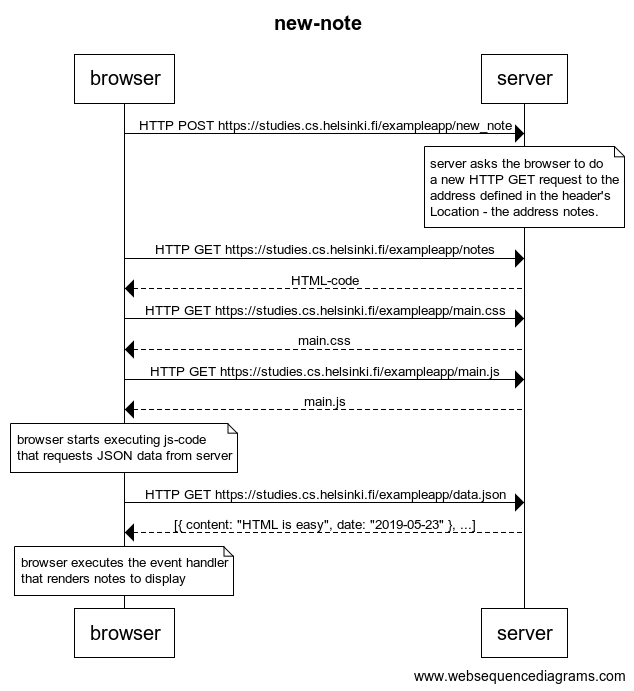 new-note
browser
server
HTTP POST https://studies.cs.helsinki.fi/exampleapp/new_note
server asks the browser to do
a new HTTP GET request to the
address defined in the header's
Location - the address notes.
HTTP GET https://studies.cs.helsinki.fi/exampleapp/notes
HTML-code
HTTP GET https://studies.cs.helsinki.fi/exampleapp/main.css
main.css
HTTP GET https://studies.cs.helsinki.fi/exampleapp/main.js
main.js
browser starts executing js-code
that requests JSON data from server
HTTP GET https://studies.cs.helsinki.fi/exampleapp/data.json
[{ content: "HTML is easy", date: "2019-05-23" }, ...]
browser executes the event handler
that renders notes to display
browser
server
www.websequencediagrams.com